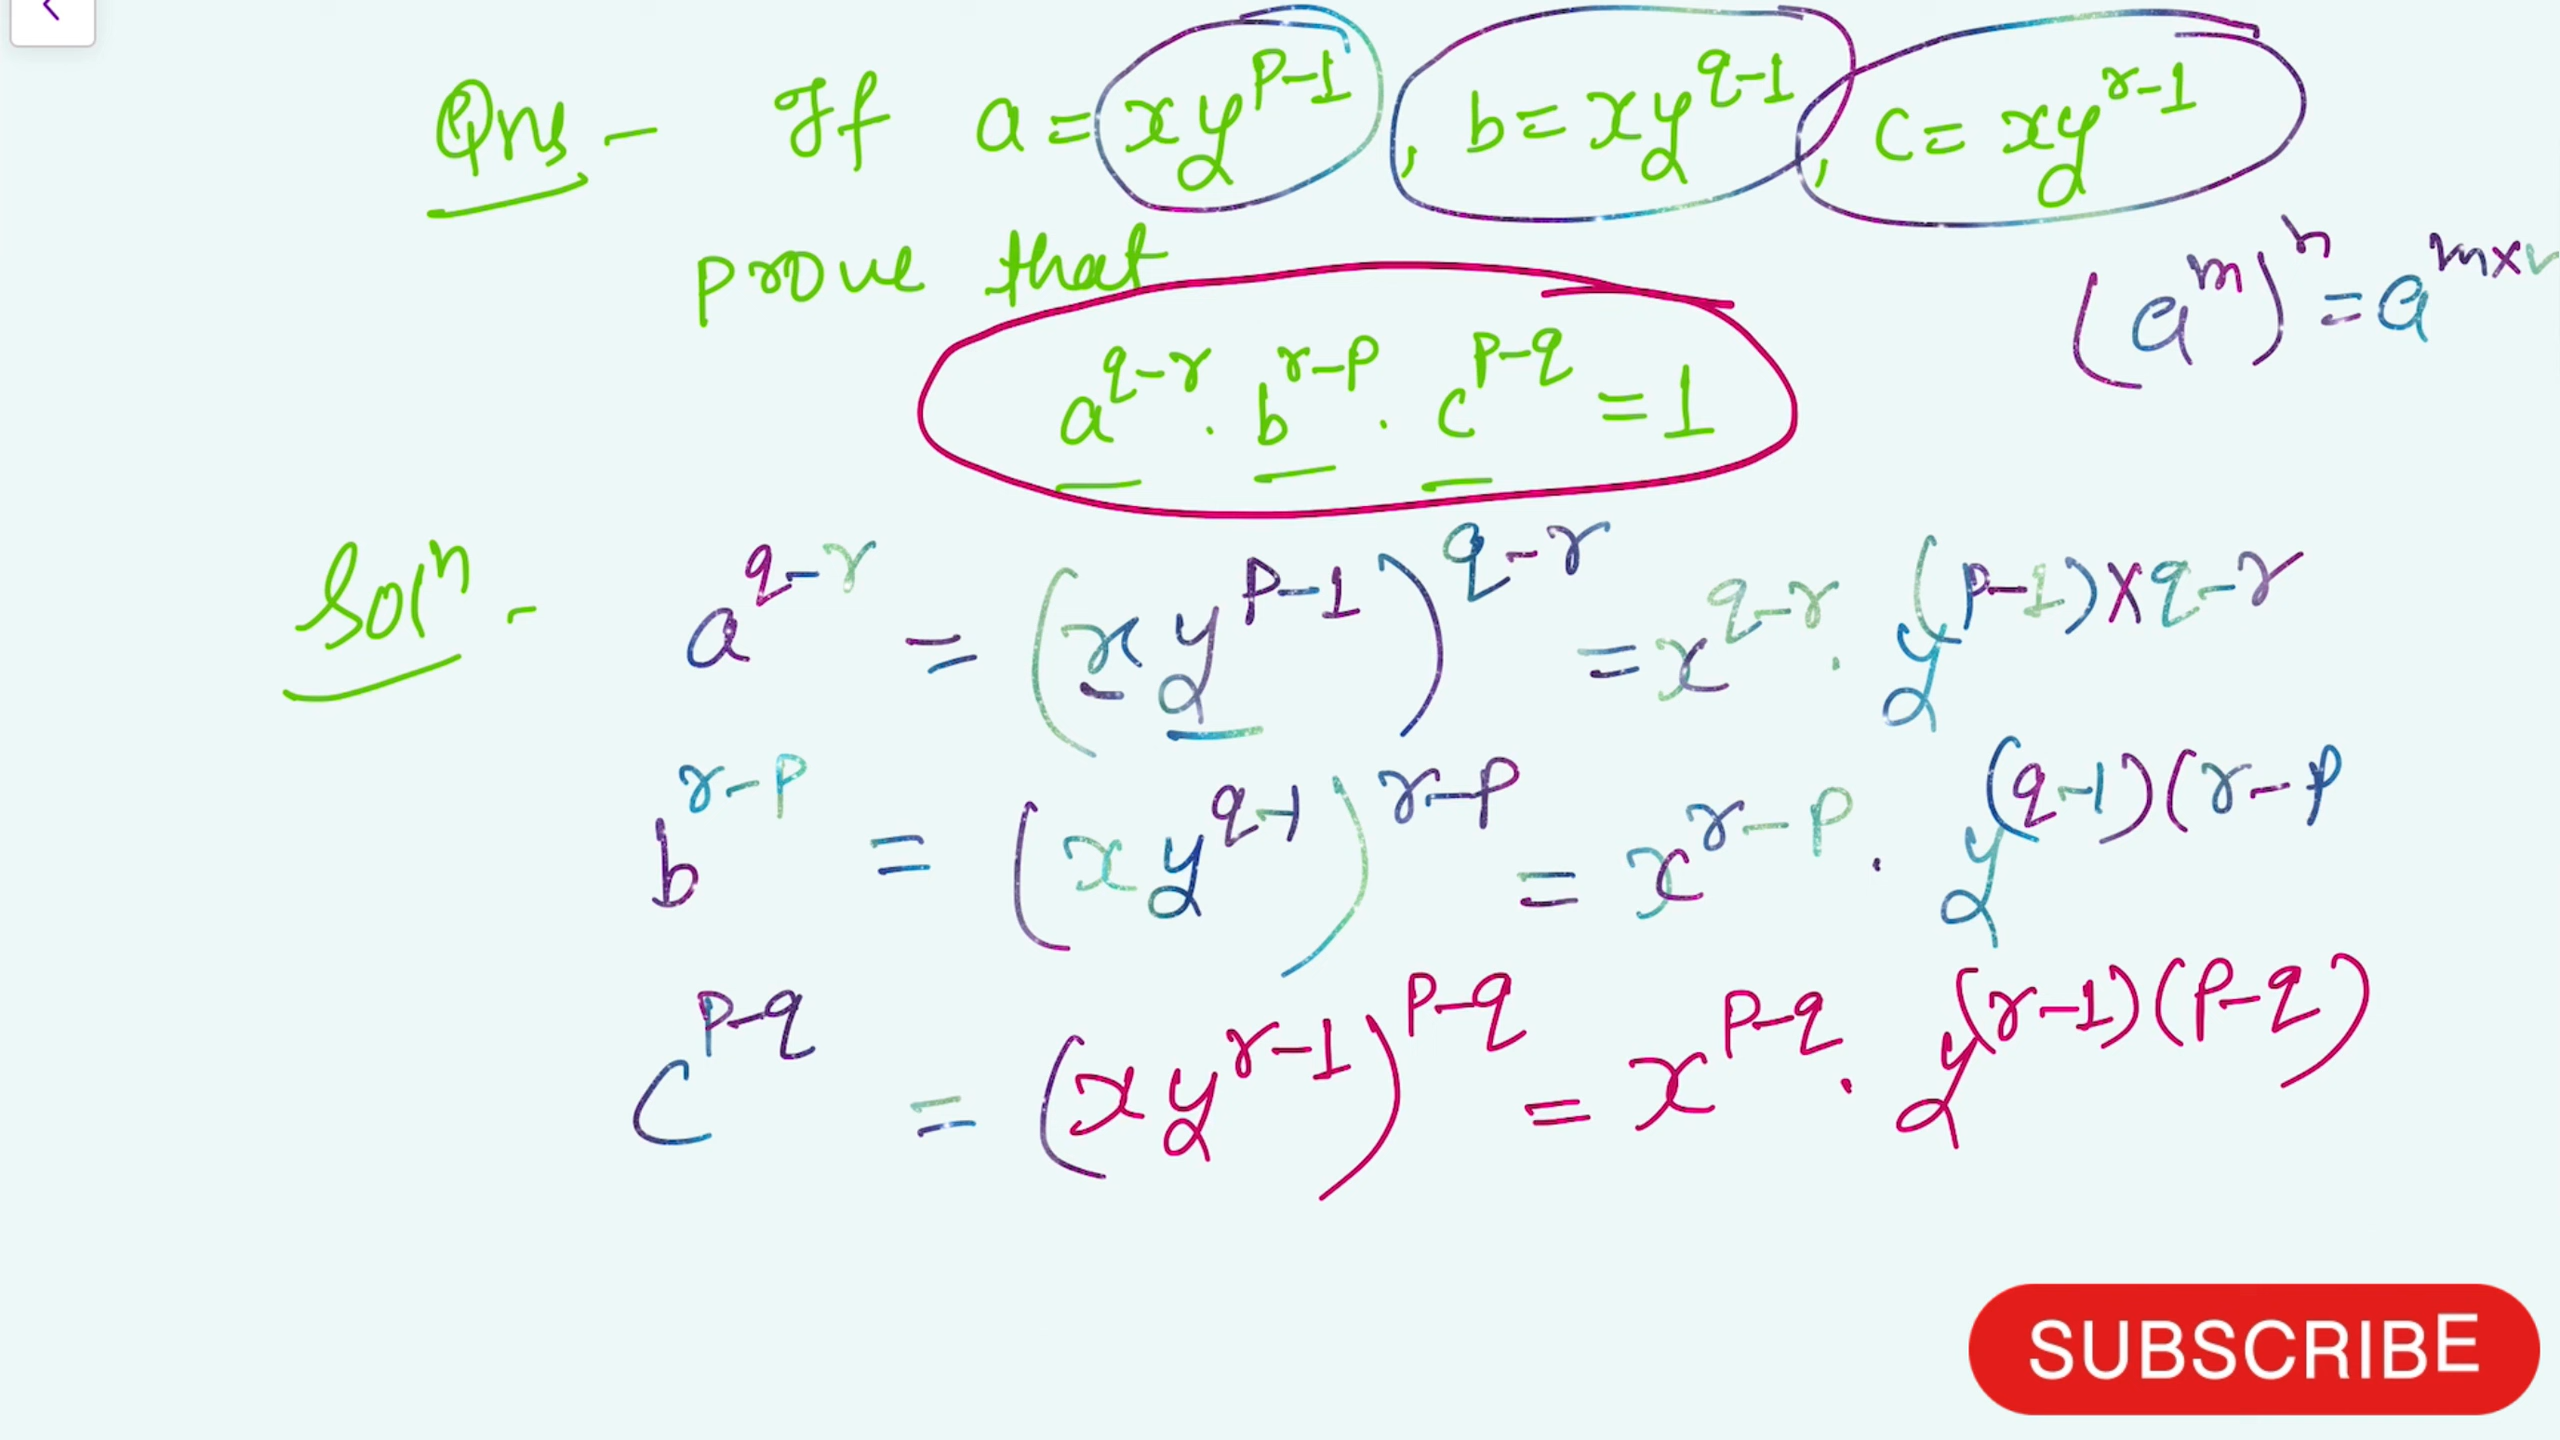 Qns - If a = xy^{p-1}, b = xy^{q-1}, c = xy^{r-1}
prove that
(a^m)^n = a^{m×n}
a^{q-r} . b^{r-p} . c^{p-q} = 1
Sol^n - a^{q-r} = (xy^{p-1})^{q-r} = x^{q-r} . y^{(p-1)×q-r}
b^{r-p} = (xy^{q-1})^{r-p} = x^{r-p} . y^{(q-1)(r-p}
c^{p-q} = (xy^{r-1})^{p-q} = x^{p-q} . y^{(r-1)(p-q)}
SUBSCRIBE